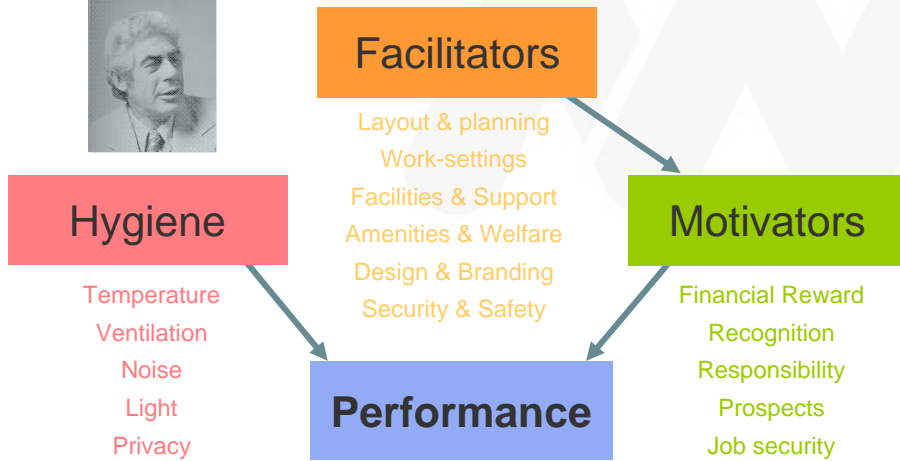 Facilitators
Layout & planning
Work-settings
Facilities & Support
Amenities & Welfare
Design & Branding
Security & Safety
Hygiene
Temperature
Ventilation
Noise
Light
Privacy
Motivators
Financial Reward
Recognition
Responsibility
Prospects
Job security
Performance